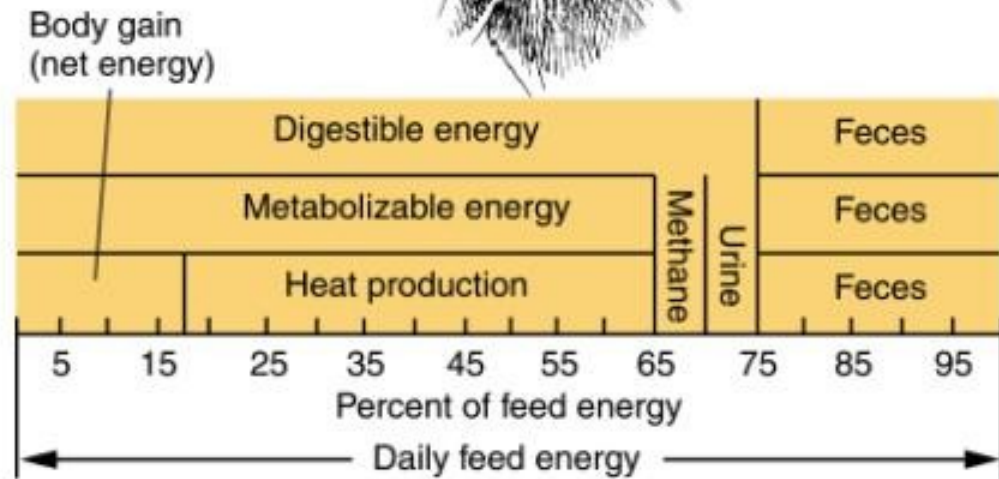 Body gain
(net energy)
Digestible energy
Feces
Metabolizable energy
Methane
Urine
Feces
Heat production
Feces
5 15 25 35 45 55 65 75 85 95
Percent of feed energy
Daily feed energy